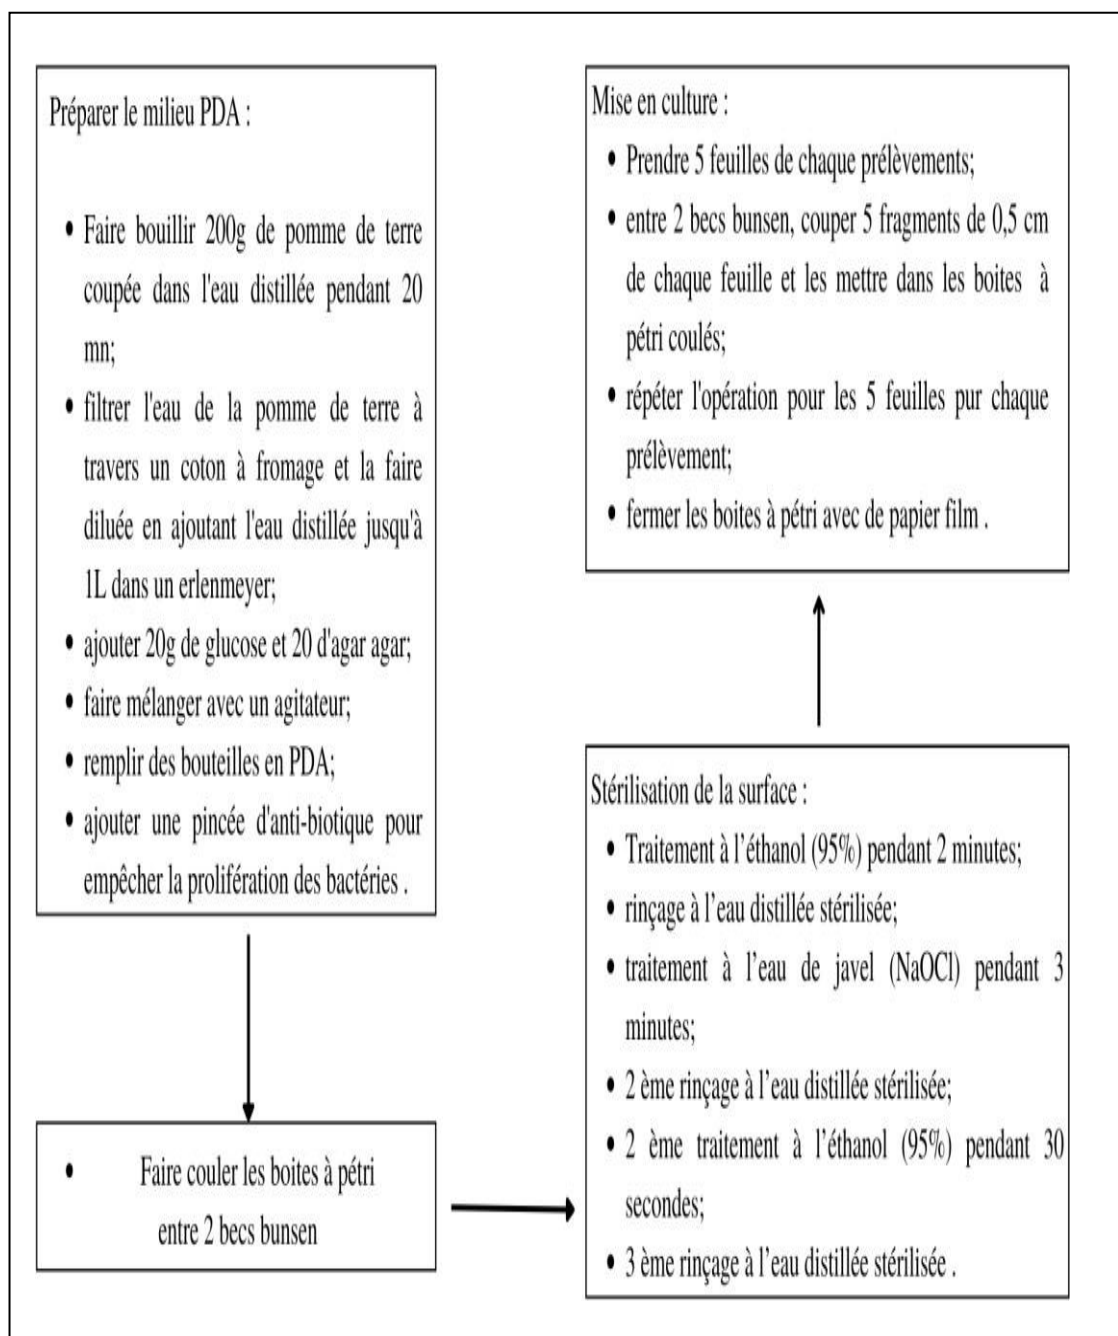 Préparer le milieu PDA :
• Faire bouillir 200g de pomme de terre
coupée dans l'eau distillée pendant 20
mn;
• filtrer l'eau de la pomme de terre à
travers un coton à fromage et la faire
diluée en ajoutant l'eau distillée jusqu'à
1L dans un erlenmeyer;
• ajouter 20g de glucose et 20 d'agar agar;
• faire mélanger avec un agitateur;
• remplir des bouteilles en PDA;
• ajouter une pincée d'anti-biotique pour
empêcher la prolifération des bactéries .
• Faire couler les boites à pétri
entre 2 becs bunsen
Stérilisation de la surface :
• Traitement à l’éthanol (95%) pendant 2 minutes;
• rinçage à l’eau distillée stérilisée;
• traitement à l’eau de javel (NaOCl) pendant 3
minutes;
• 2 ème rinçage à l’eau distillée stérilisée;
• 2 ème traitement à l’éthanol (95%) pendant 30
secondes;
• 3 ème rinçage à l’eau distillée stérilisée .
Mise en culture :
• Prendre 5 feuilles de chaque prélèvements;
• entre 2 becs bunsen, couper 5 fragments de 0,5 cm
de chaque feuille et les mettre dans les boites à
pétri coulés;
• répéter l'opération pour les 5 feuilles pur chaque
prélèvement;
• fermer les boites à pétri avec de papier film .